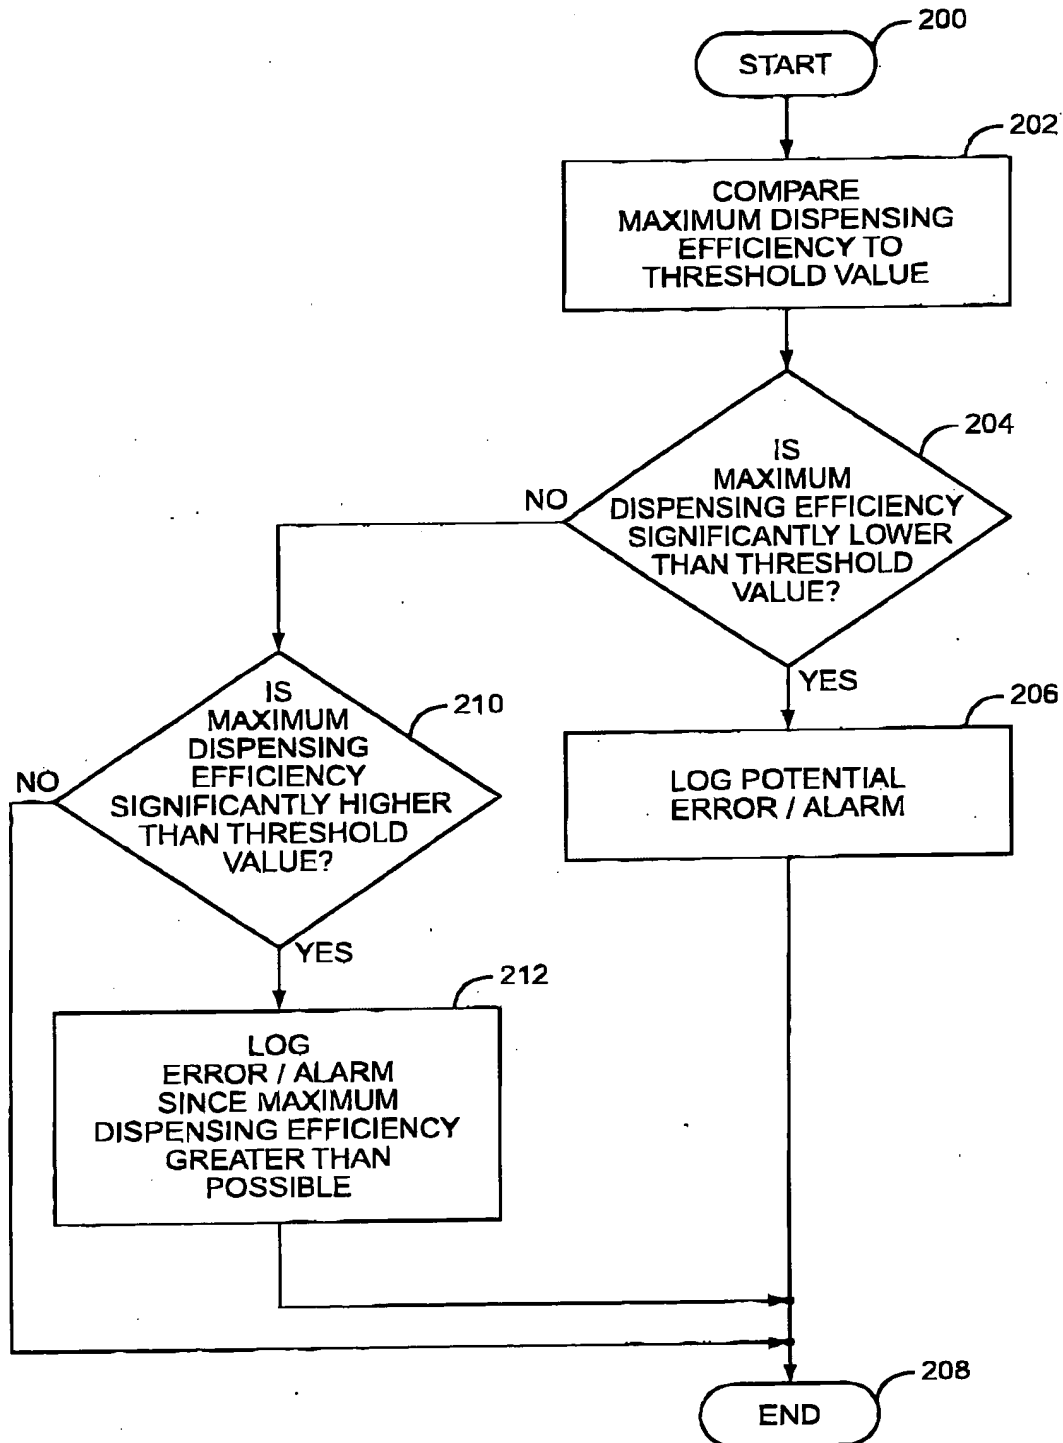 200
START
202
COMPARE
MAXIMUM DISPENSING
EFFICIENCY TO
THRESHOLD VALUE
204
IS
MAXIMUM
DISPENSING EFFICIENCY
SIGNIFICANTLY LOWER
THAN THRESHOLD
VALUE?
NO
YES
206
LOG POTENTIAL
ERROR / ALARM
210
IS
MAXIMUM
DISPENSING
EFFICIENCY
SIGNIFICANTLY HIGHER
THAN THRESHOLD
VALUE?
NO
YES
212
LOG
ERROR / ALARM
SINCE MAXIMUM
DISPENSING EFFICIENCY
GREATER THAN
POSSIBLE
208
END